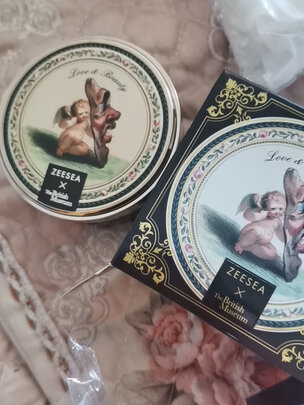 Love & Beauty
ZEESEA
×
The British
Museum
Love &
ZEESEA
×
The British
Museum